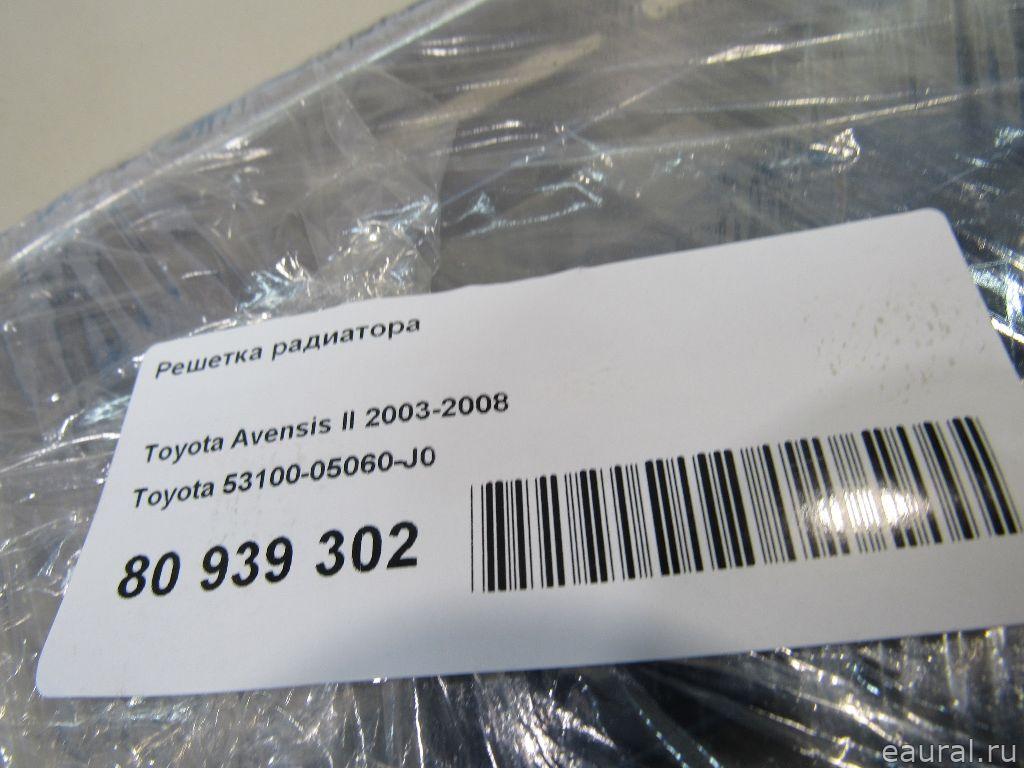 Решетка радиатора
Toyota Avensis II 2003-2008
Toyota 53100-05060-J0
80 939 302
eaural.ru